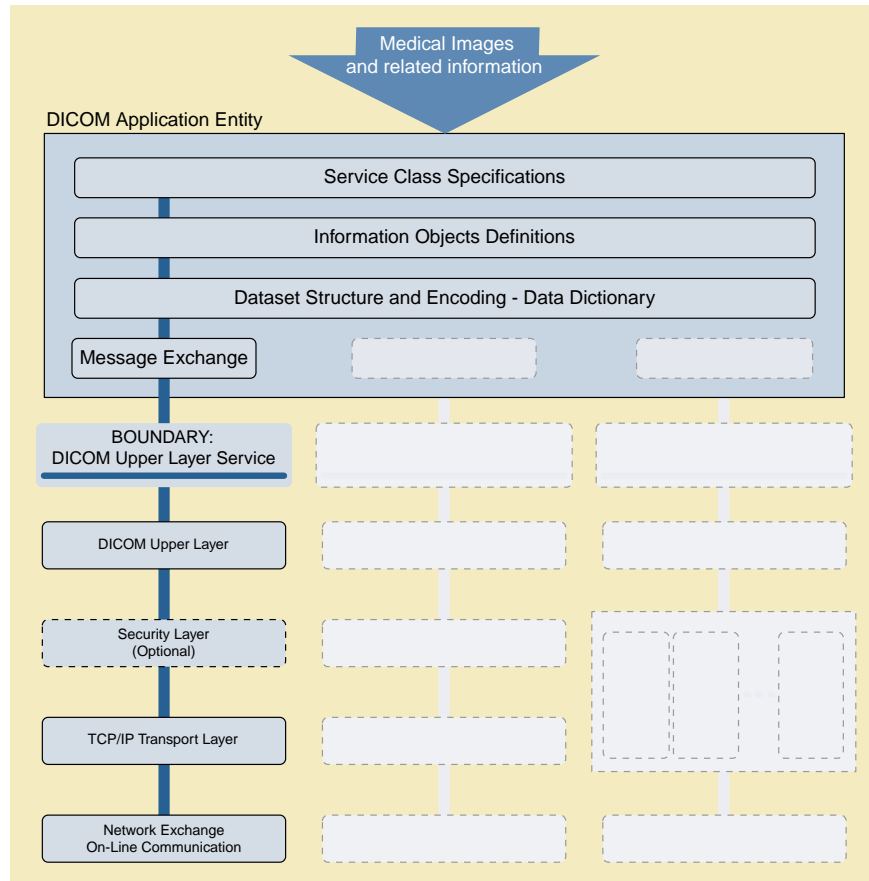 Medical Images
and related information
DICOM Application Entity
Service Class Specifications
Information Objects Definitions
Dataset Structure and Encoding - Data Dictionary
Message Exchange
BOUNDARY:
DICOM Upper Layer Service
DICOM Upper Layer
Security Layer
(Optional)
TCP/IP Transport Layer
Network Exchange
On-Line Communication